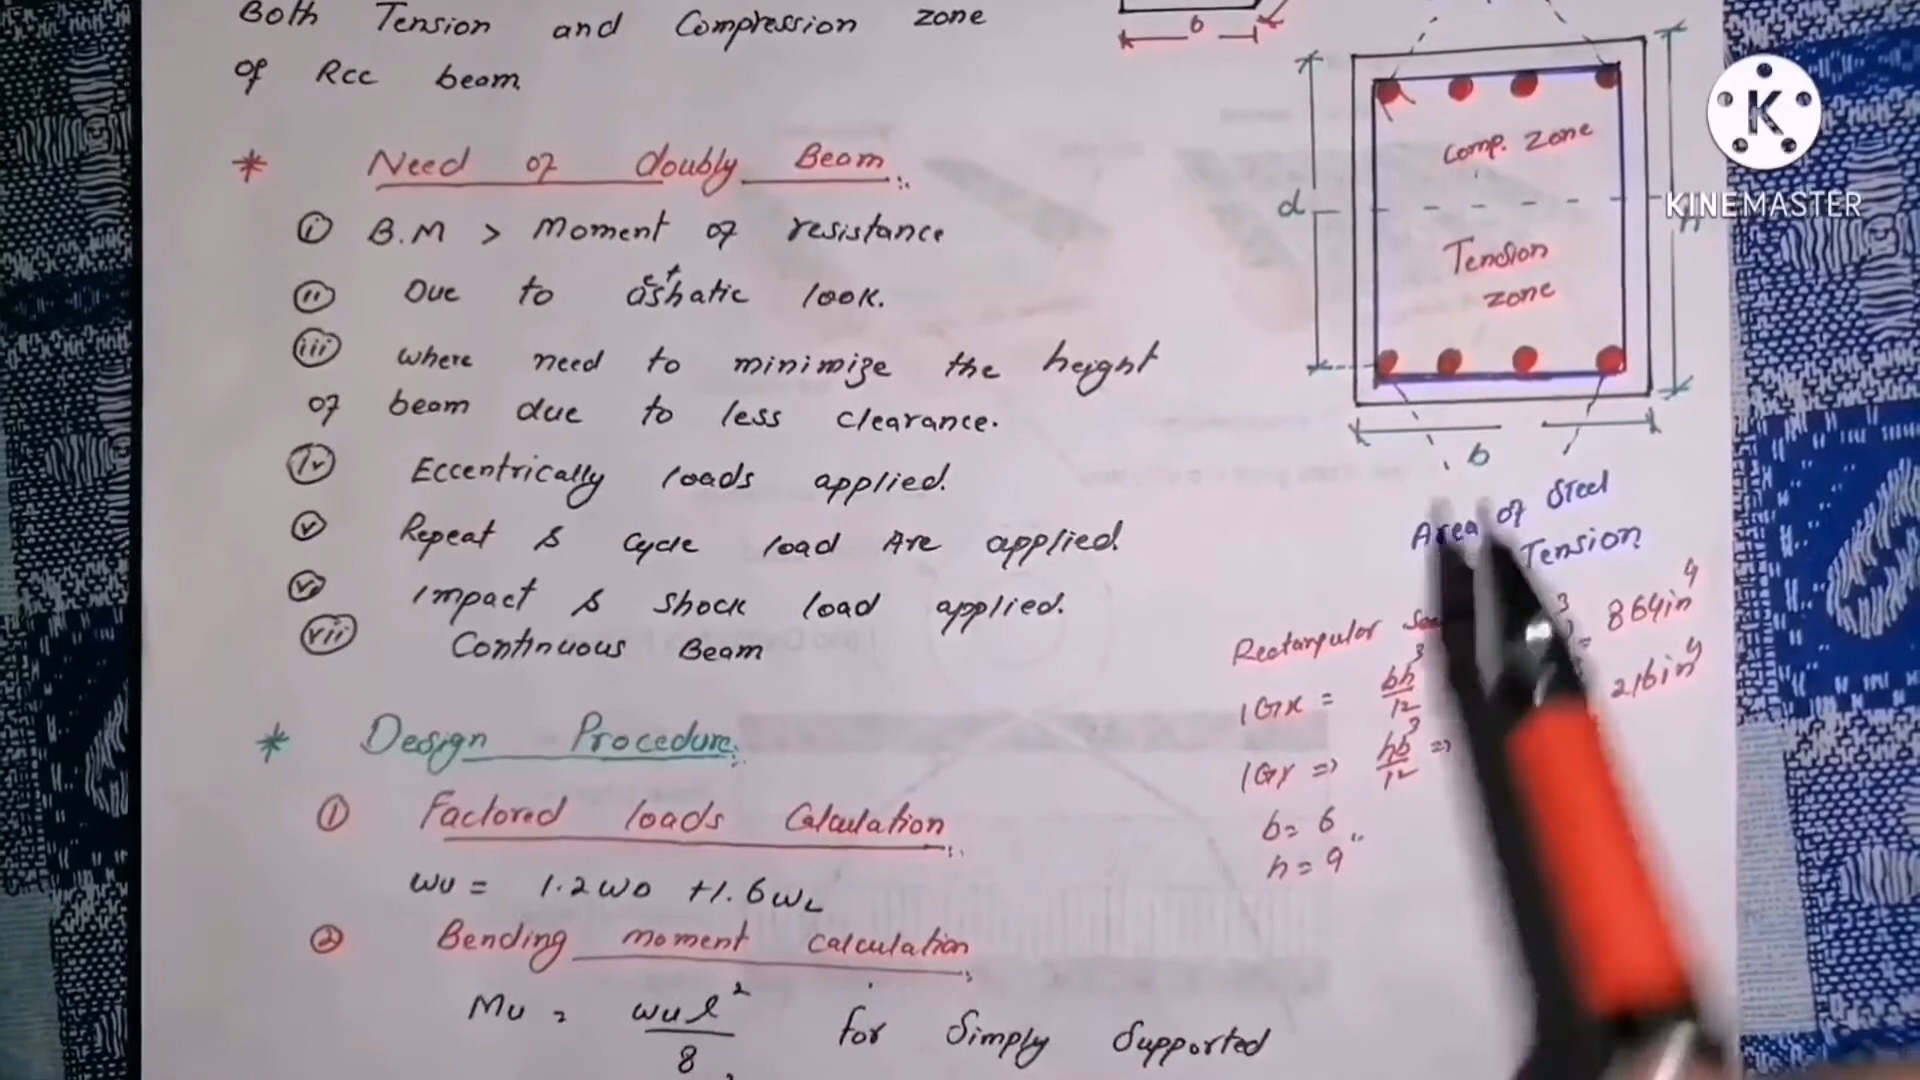 Both Tension and Compression zone
of Rcc beam.
* Need of doubly Beam:.
(i) B.M > Moment of resistance
(ii) Due to asthatic look.
(iii) where need to minimize the height
of beam due to less clearance.
(iv) Eccentrically loads applied.
(v) Repeat & Cycle load Are applied.
(vi) Impact & Shock load applied.
(vii) Continuous Beam
* Design Procedure:.
(1) Factored loads Calculation:.
wu = 1.2wD +1.6wL
(2) Bending moment Calculation:.
Mu = wul²/8, for Simply Supported
b
Comp. zone
d
Tension
zone
h
b
Area of Steel
Tension
Rectangular
IGx = bh³/12
= 864in⁴
IGy => hb³/12 =>
216in⁴
b= 6"
h = 9"
K
KINEMASTER